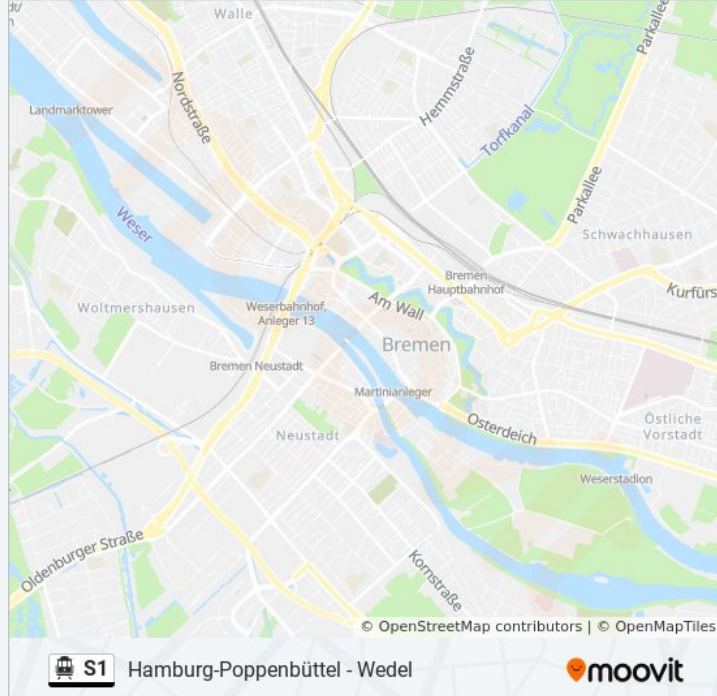 dt/
Walle
Parkallee
Hemmstraße
Nordstraße
Landmarktower
Torfkanal
Parkallee
Weser
Schwachhausen
Bremen
Hauptbahnhof
Kurfürs
Woltmershausen
Weserbahnhof,
Anleger 13
Am Wall
Bremen
Bremen Neustadt
Martinianleger
Osterdeich
Östliche
Vorstadt
Neustadt
Weserstadion
Oldenburger Straße
Kornstraße
© OpenStreetMap contributors | © OpenMapTiles
S1 Hamburg-Poppenbüttel - Wedel
moovit